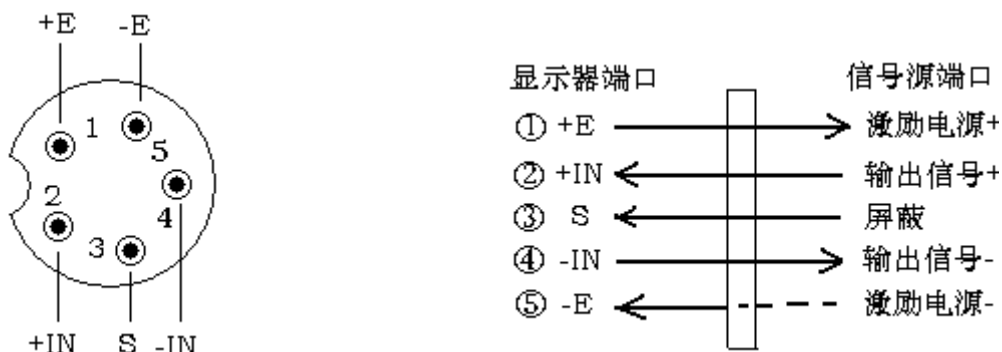 +E -E
1
5
2
4
3
+IN S -IN
显示器端口 信号源端口
① +E 激励电源+
② +IN 输出信号+
③ S 屏蔽
④ -IN 输出信号-
⑤ -E 激励电源-